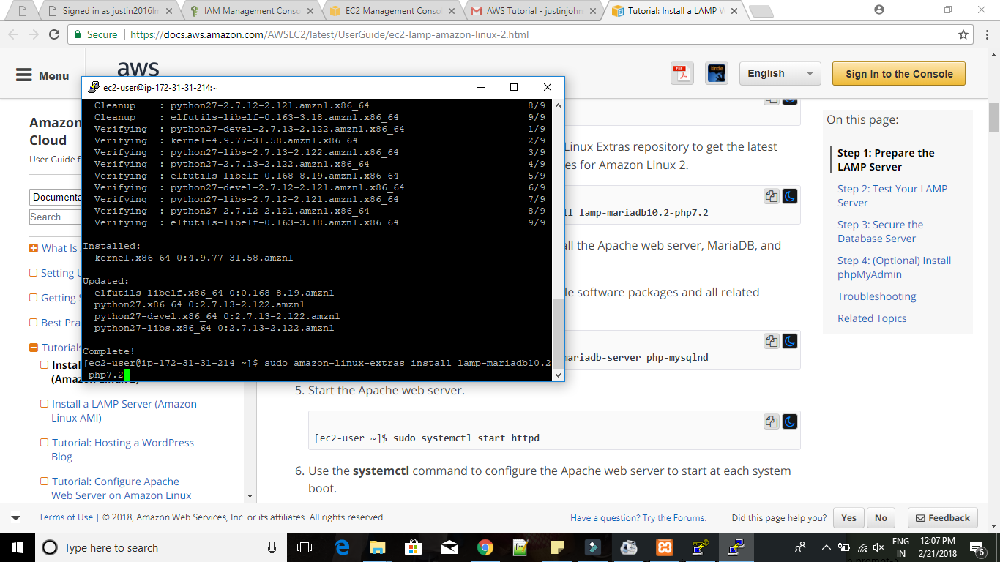 Signed in as justin2016In
IAM Management Conso
EC2 Management Consc
AWS Tutorial - justinjohn
Tutorial: Install a LAMP W
Secure | https://docs.aws.amazon.com/AWSEC2/latest/UserGuide/ec2-lamp-amazon-linux-2.html
Menu
aws
PDF
kindle
English
Sign In to the Console
Amazon
Cloud
User Guide f
Documenta
Search
What Is
Setting U
Getting S
Best Pra
Tutorials
Instal
(Amazon Linux 2)
Install a LAMP Server (Amazon
Linux AMI)
Tutorial: Hosting a WordPress
Blog
Tutorial: Configure Apache
Web Server on Amazon Linux
ec2-user@ip-172-31-31-214:~
Cleanup : python27-2.7.12-2.121.amzn1.x86_64 8/9
Cleanup : elfutils-libelf-0.163-3.18.amzn1.x86_64 9/9
Verifying : python27-devel-2.7.13-2.122.amzn1.x86_64 1/9
Verifying : kernel-4.9.77-31.58.amzn1.x86_64 2/9
Verifying : python27-libs-2.7.13-2.122.amzn1.x86_64 3/9
Verifying : python27-2.7.13-2.122.amzn1.x86_64 4/9
Verifying : elfutils-libelf-0.168-8.19.amzn1.x86_64 5/9
Verifying : python27-devel-2.7.12-2.121.amzn1.x86_64 6/9
Verifying : python27-libs-2.7.12-2.121.amzn1.x86_64 7/9
Verifying : python27-2.7.12-2.121.amzn1.x86_64 8/9
Verifying : elfutils-libelf-0.163-3.18.amzn1.x86_64 9/9
Installed:
kernel.x86_64 0:4.9.77-31.58.amzn1
Updated:
elfutils-libelf.x86_64 0:0.168-8.19.amzn1
python27.x86_64 0:2.7.13-2.122.amzn1
python27-devel.x86_64 0:2.7.13-2.122.amzn1
python27-libs.x86_64 0:2.7.13-2.122.amzn1
Complete!
[ec2-user@ip-172-31-31-214 ~]$ sudo amazon-linux-extras install lamp-mariadb10.2
-php7.2
Linux Extras repository to get the latest
es for Amazon Linux 2.
ll lamp-mariadb10.2-php7.2
all the Apache web server, MariaDB, and
le software packages and all related
mariadb-server php-mysqlnd
5. Start the Apache web server.
[ec2-user ~]$ sudo systemctl start httpd
6. Use the systemctl command to configure the Apache web server to start at each system
boot.
On this page:
Step 1: Prepare the
LAMP Server
Step 2: Test Your LAMP
Server
Step 3: Secure the
Database Server
Step 4: (Optional) Install
phpMyAdmin
Troubleshooting
Related Topics
Terms of Use | © 2018, Amazon Web Services, Inc. or its affiliates. All rights reserved.
Have a question? Try the Forums.
Did this page help you?
Yes
No
Feedback
Type here to search
ENG
IN
12:07 PM
2/21/2018
6